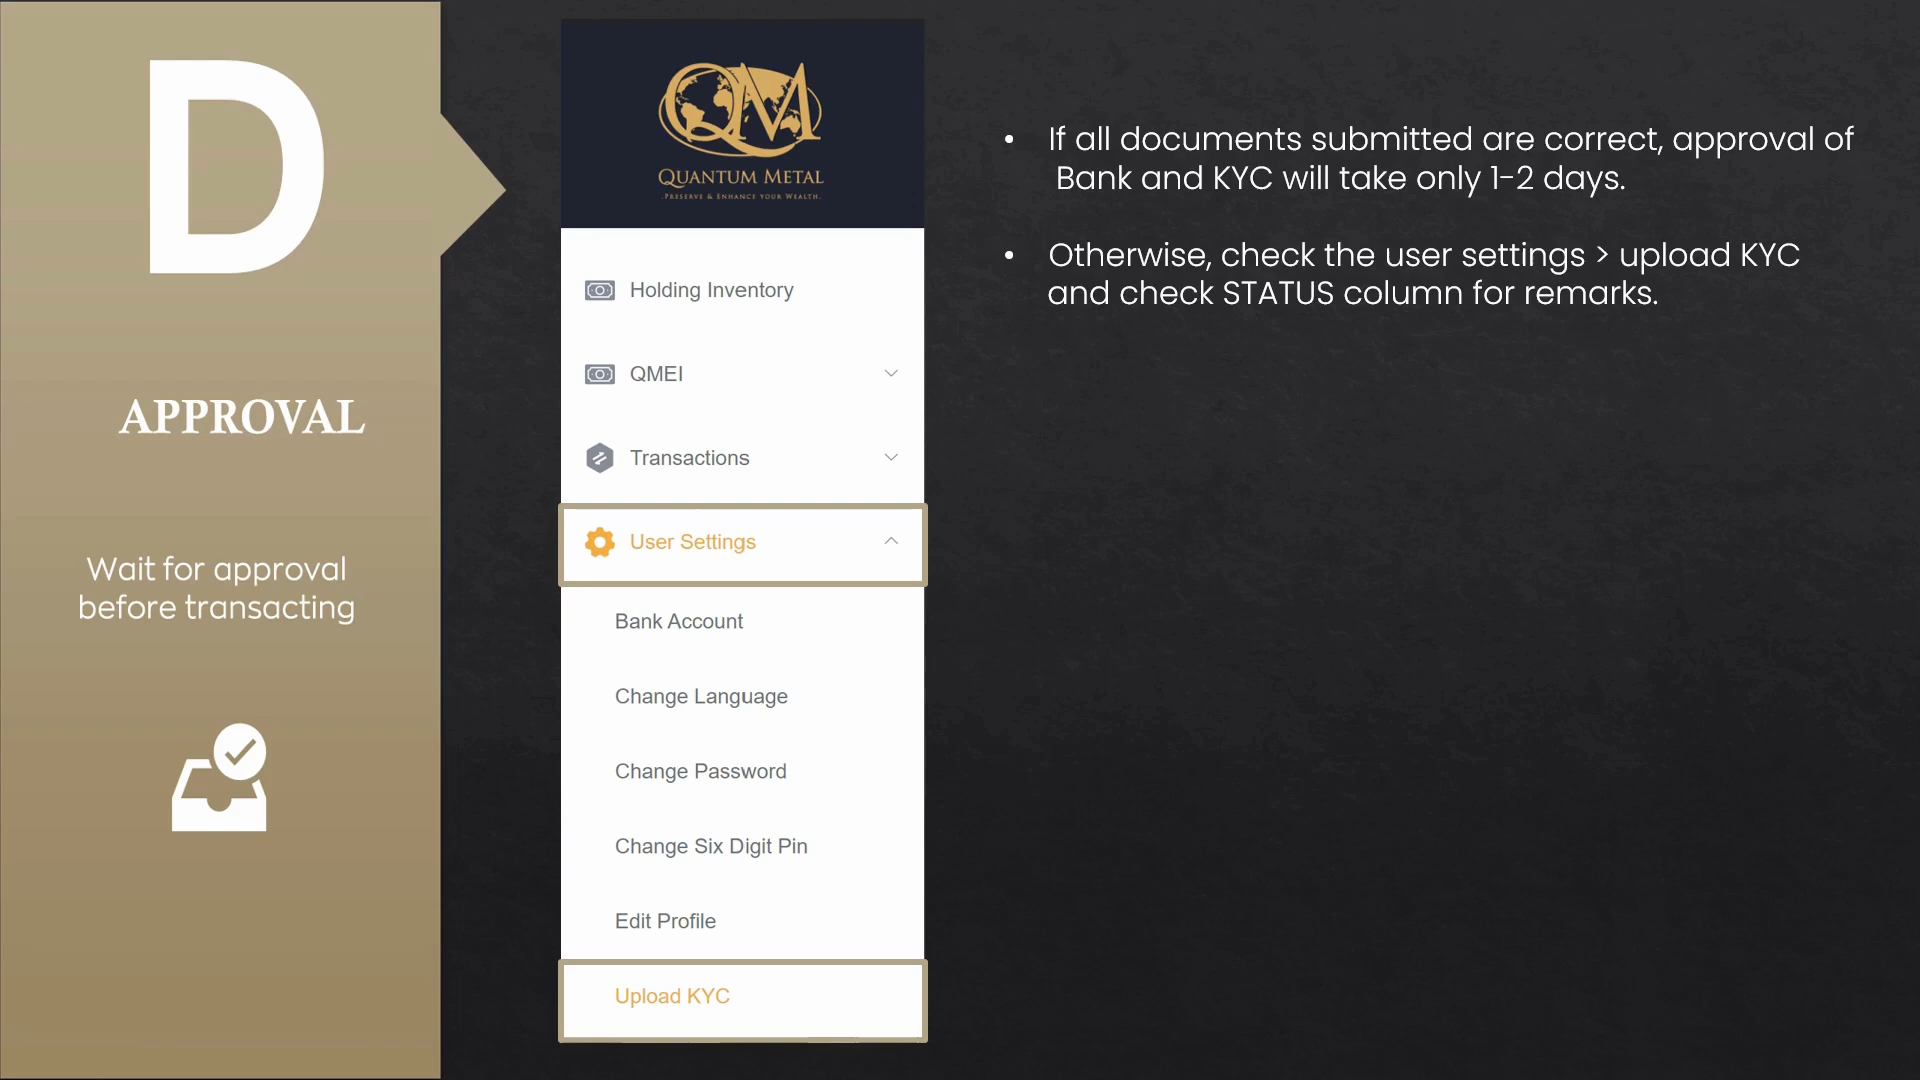 D
APPROVAL
Wait for approval
before transacting
QM
QUANTUM METAL
.PRESERVE & ENHANCE YOUR WEALTH.
Holding Inventory
QMEI
Transactions
User Settings
Bank Account
Change Language
Change Password
Change Six Digit Pin
Edit Profile
Upload KYC
• If all documents submitted are correct, approval of
Bank and KYC will take only 1-2 days.
• Otherwise, check the user settings > upload KYC
and check STATUS column for remarks.